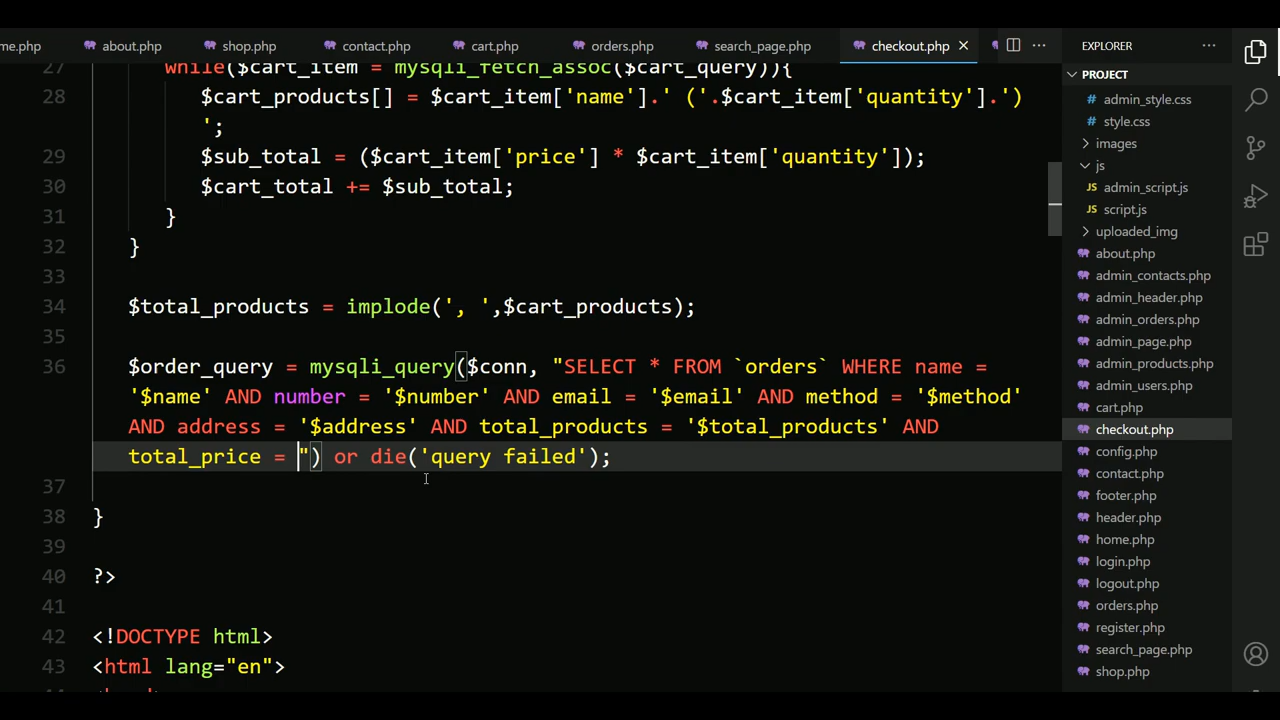 me.php about.php shop.php contact.php cart.php orders.php search_page.php checkout.php
EXPLORER
PROJECT
admin_style.css
style.css
images
js
JS admin_script.js
JS script.js
uploaded_img
about.php
admin_contacts.php
admin_header.php
admin_orders.php
admin_page.php
admin_products.php
admin_users.php
cart.php
checkout.php
config.php
contact.php
footer.php
header.php
home.php
login.php
logout.php
orders.php
register.php
search_page.php
shop.php
27 while($cart_item = mysqli_fetch_assoc($cart_query)){
28 $cart_products[] = $cart_item['name'].' ('.$cart_item['quantity'].')
';
29 $sub_total = ($cart_item['price'] * $cart_item['quantity']);
30 $cart_total += $sub_total;
31 }
32 }
33
34 $total_products = implode(', ',$cart_products);
35
36 $order_query = mysqli_query($conn, "SELECT * FROM `orders` WHERE name =
'$name' AND number = '$number' AND email = '$email' AND method = '$method'
AND address = '$address' AND total_products = '$total_products' AND
total_price = ") or die('query failed');
37
38 }
39
40 ?>
41
42 <!DOCTYPE html>
43 <html lang="en">